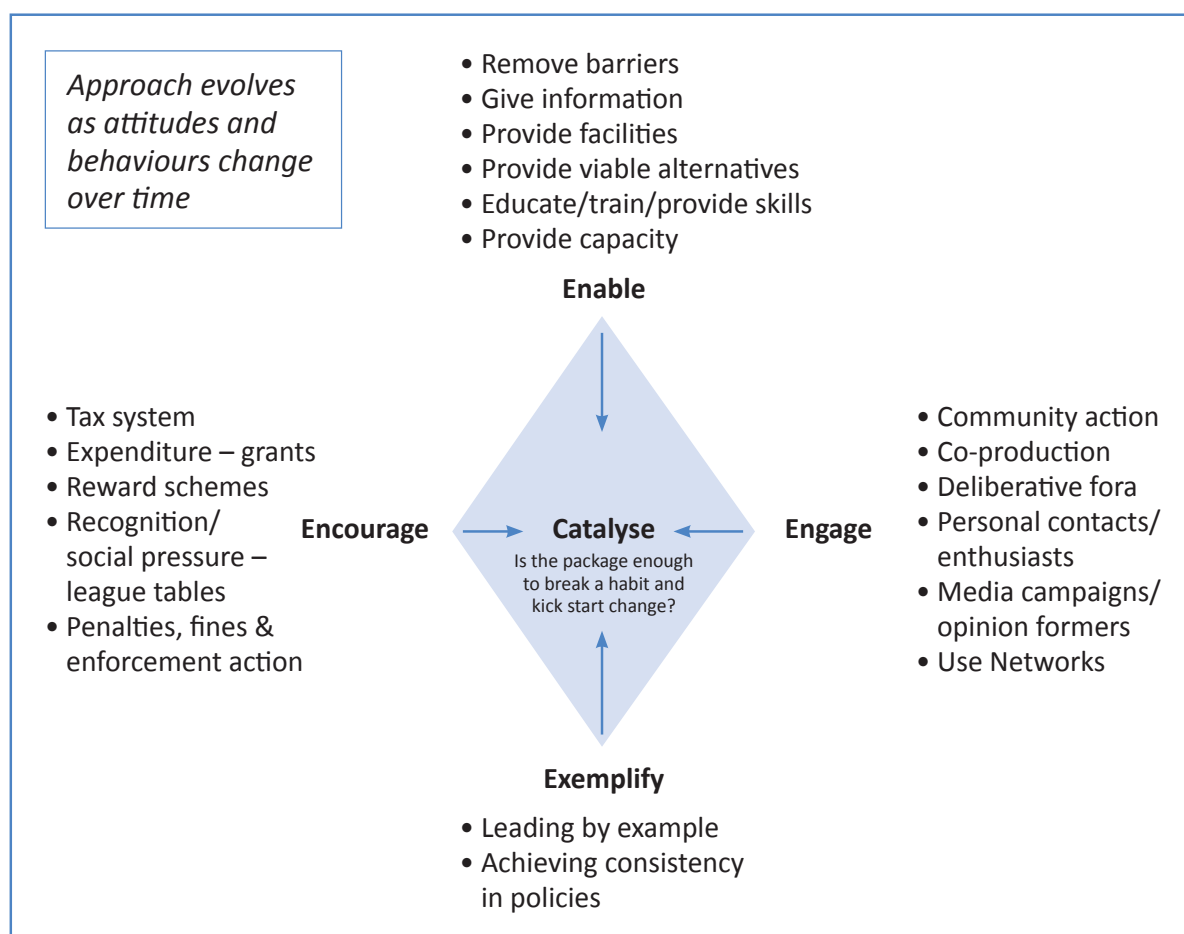 Approach evolves
as attitudes and
behaviours change
over time
• Remove barriers
• Give information
• Provide facilities
• Provide viable alternatives
• Educate/train/provide skills
• Provide capacity
Enable
• Tax system
• Expenditure – grants
• Reward schemes
• Recognition/
social pressure –
league tables
• Penalties, fines &
enforcement action
Encourage
Catalyse
Is the package enough
to break a habit and
kick start change?
Engage
• Community action
• Co-production
• Deliberative fora
• Personal contacts/
enthusiasts
• Media campaigns/
opinion formers
• Use Networks
Exemplify
• Leading by example
• Achieving consistency
in policies